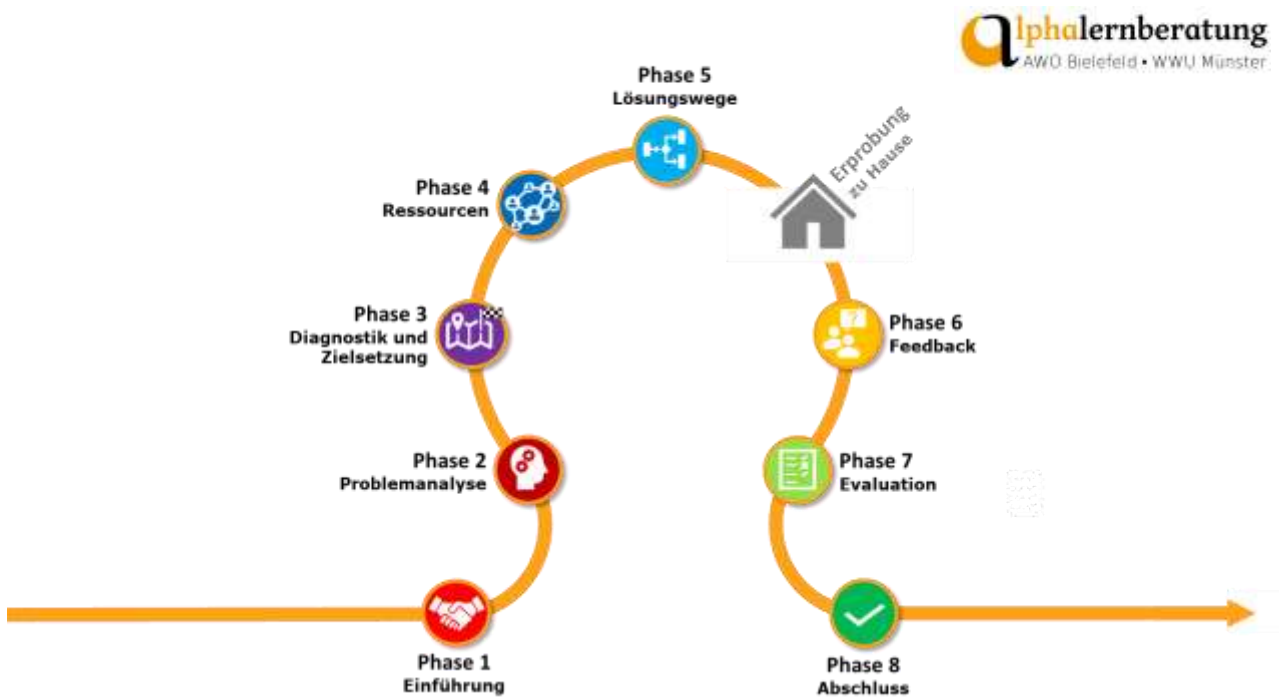 alphalernberatung
AWO Bielefeld • WWU Münster
Phase 5
Lösungswege
Erprobung
zu Hause
Phase 4
Ressourcen
Phase 3
Diagnostik und
Zielsetzung
Phase 6
Feedback
?
Phase 2
Problemanalyse
Phase 7
Evaluation
Phase 1
Einführung
Phase 8
Abschluss